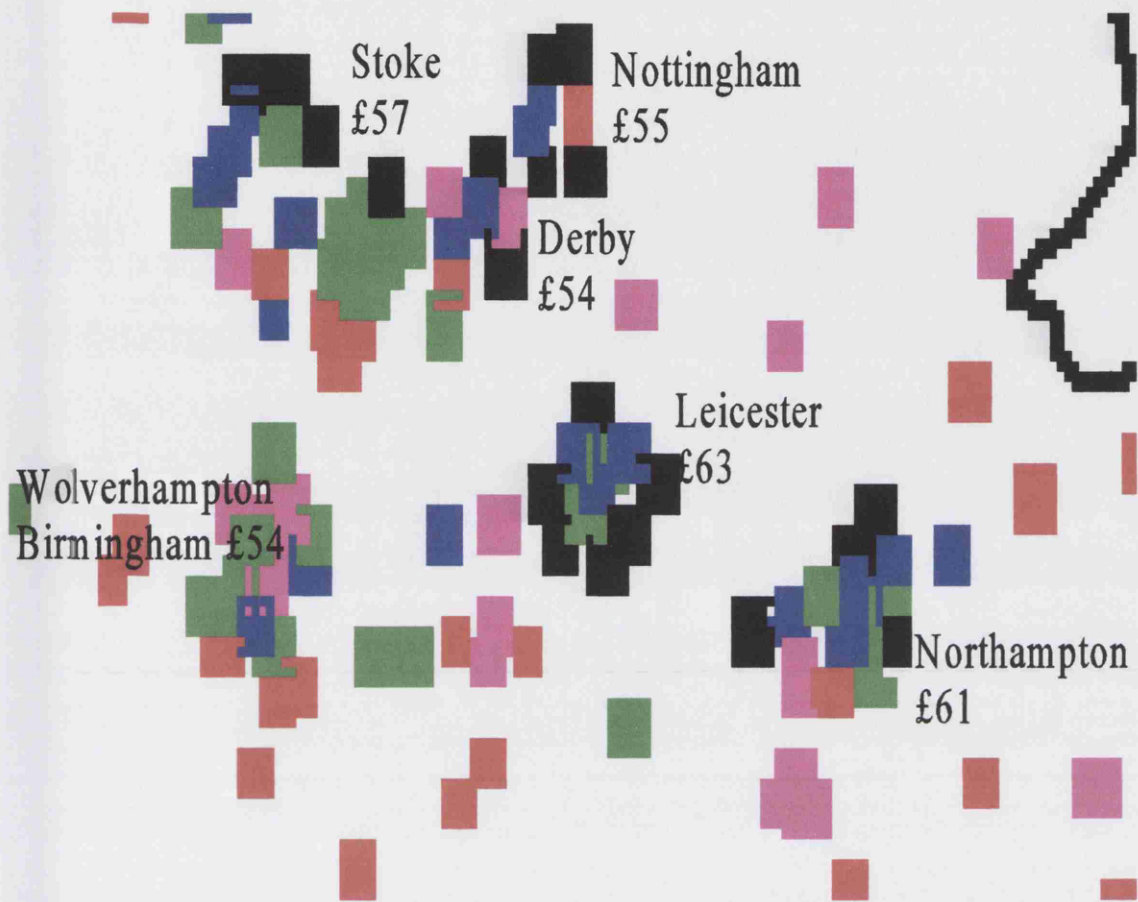 Stoke
£57
Nottingham
£55
Derby
£54
Leicester
£63
Wolverhampton
Birmingham £54
Northampton
£61